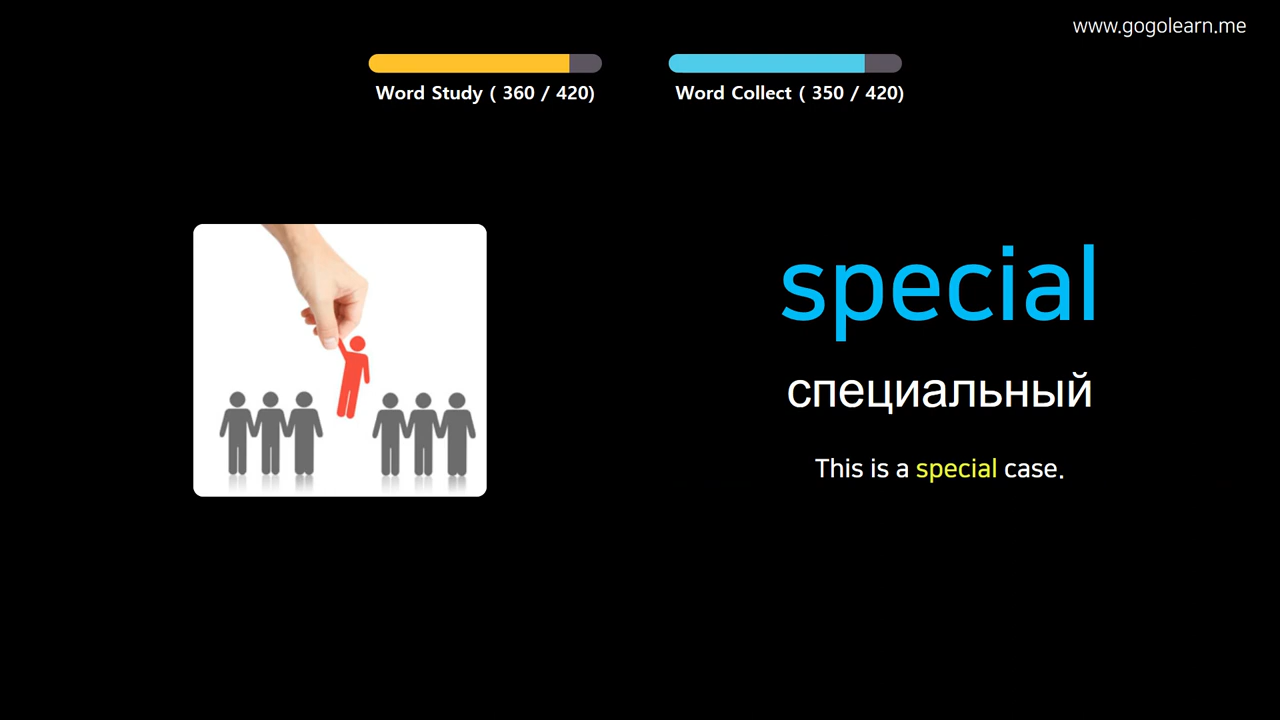 www.gogolearn.me
Word Study ( 360 / 420)
Word Collect ( 350 / 420)
special
специальный
This is a special case.